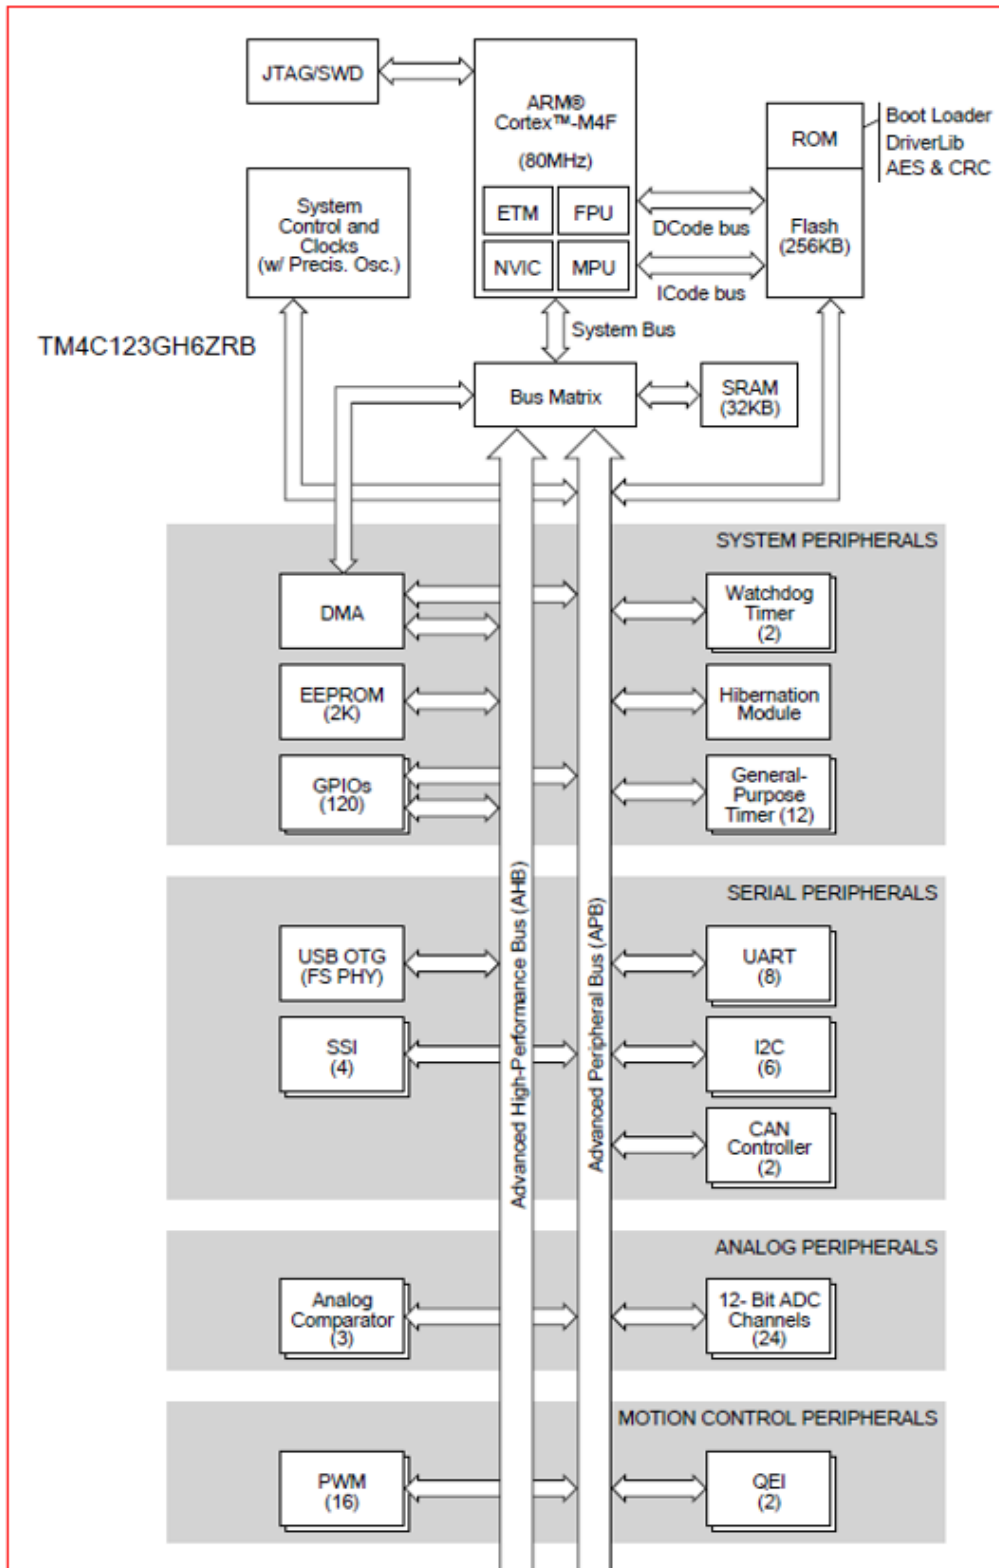 JTAG/SWD
ARM®
Cortex™-M4F
(80MHz)
ETM
FPU
NVIC
MPU
ROM
Boot Loader
DriverLib
AES & CRC
System
Control and
Clocks
(w/ Precis. Osc.)
DCode bus
Flash
(256KB)
ICode bus
System Bus
TM4C123GH6ZRB
Bus Matrix
SRAM
(32KB)
SYSTEM PERIPHERALS
DMA
Watchdog
Timer
(2)
EEPROM
(2K)
Hibernation
Module
GPIOs
(120)
General-
Purpose
Timer (12)
Advanced High-Performance Bus (AHB)
Advanced Peripheral Bus (APB)
SERIAL PERIPHERALS
USB OTG
(FS PHY)
UART
(8)
SSI
(4)
I2C
(6)
CAN
Controller
(2)
ANALOG PERIPHERALS
Analog
Comparator
(3)
12- Bit ADC
Channels
(24)
MOTION CONTROL PERIPHERALS
PWM
(16)
QEI
(2)